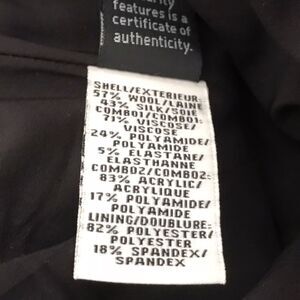 features is a
certificate of
authenticity.
SHELL/EXTERIEUR:
57% WOOL/LAINE
43% SILK/SOIE
COMBO1/COMBO1:
71% VISCOSE/
VISCOSE
24% POLYAMIDE/
POLYAMIDE
5% ELASTANE/
ELASTHANNE
COMBO2/COMBO2:
83% ACRYLIC/
ACRYLIQUE
17% POLYAMIDE/
POLYAMIDE
LINING/DOUBLURE:
82% POLYESTER/
POLYESTER
18% SPANDEX/
SPANDEX